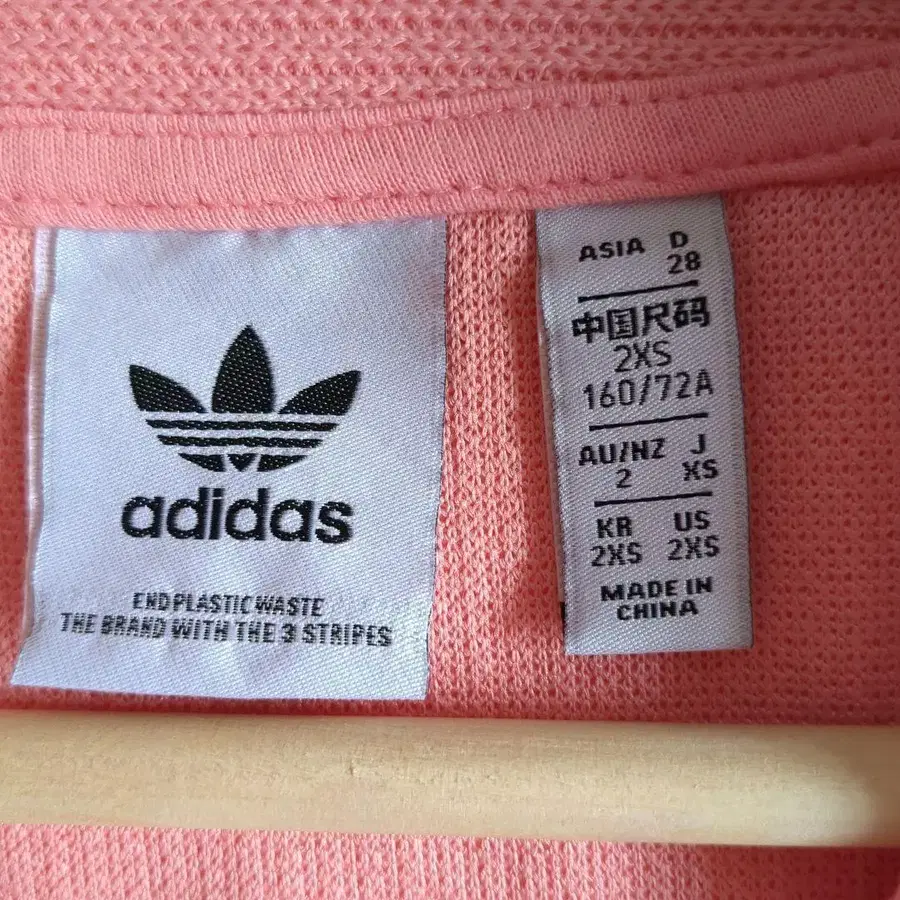 adidas
END PLASTIC WASTE
THE BRAND WITH THE 3 STRIPES
ASIA D
28
中国尺码
2XS
160/72A
AU/NZ J
2 XS
KR US
2XS 2XS
MADE IN
CHINA